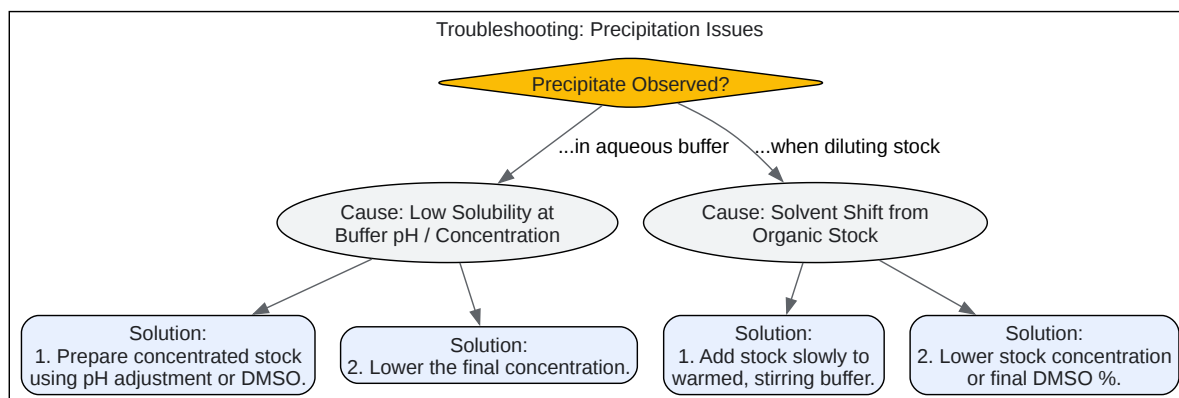 Troubleshooting: Precipitation Issues
Precipitate Observed?
...in aqueous buffer
...when diluting stock
Cause: Low Solubility at
Buffer pH / Concentration
Cause: Solvent Shift from
Organic Stock
Solution:
1. Prepare concentrated stock
using pH adjustment or DMSO.
Solution:
2. Lower the final concentration.
Solution:
1. Add stock slowly to
warmed, stirring buffer.
Solution:
2. Lower stock concentration
or final DMSO %.